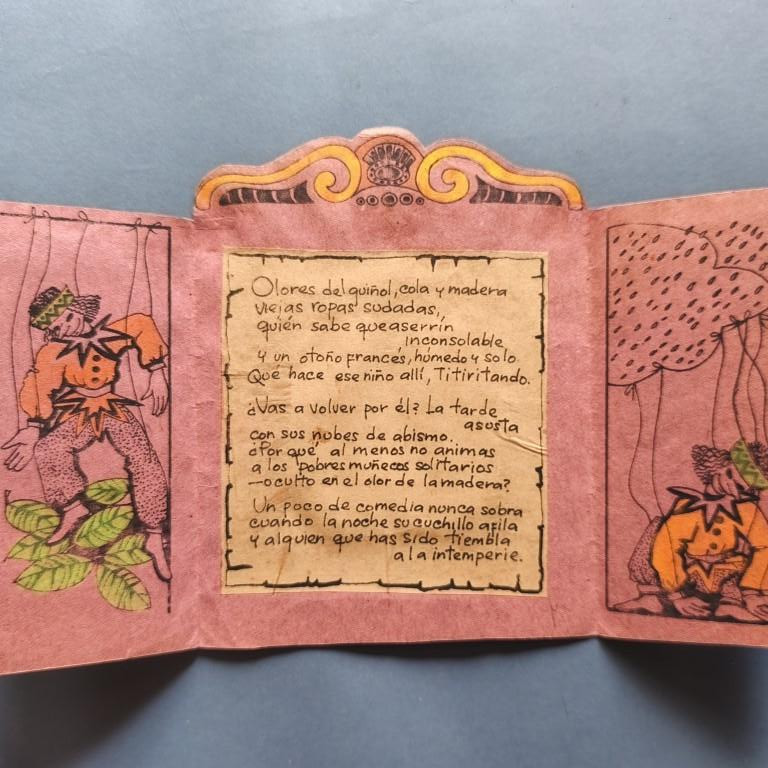 Olores del guiñol, cola y madera
viejas ropas sudadas,
quién sabe queaserrín
inconsolable
y un otoño francés, húmedo y solo
Qué hace ese niño allí, Titiritando.
¿Vas a volver por él? La tarde
asusta
con sus nubes de abismo.
¿Por qué al menos no animas
a los pobres muñecos solitarios
—oculto en el olor de la madera?
Un poco de comedia nunca sobra
cuando la noche su cuchillo afila
y alguien que has sido tiembla
a la intemperie.